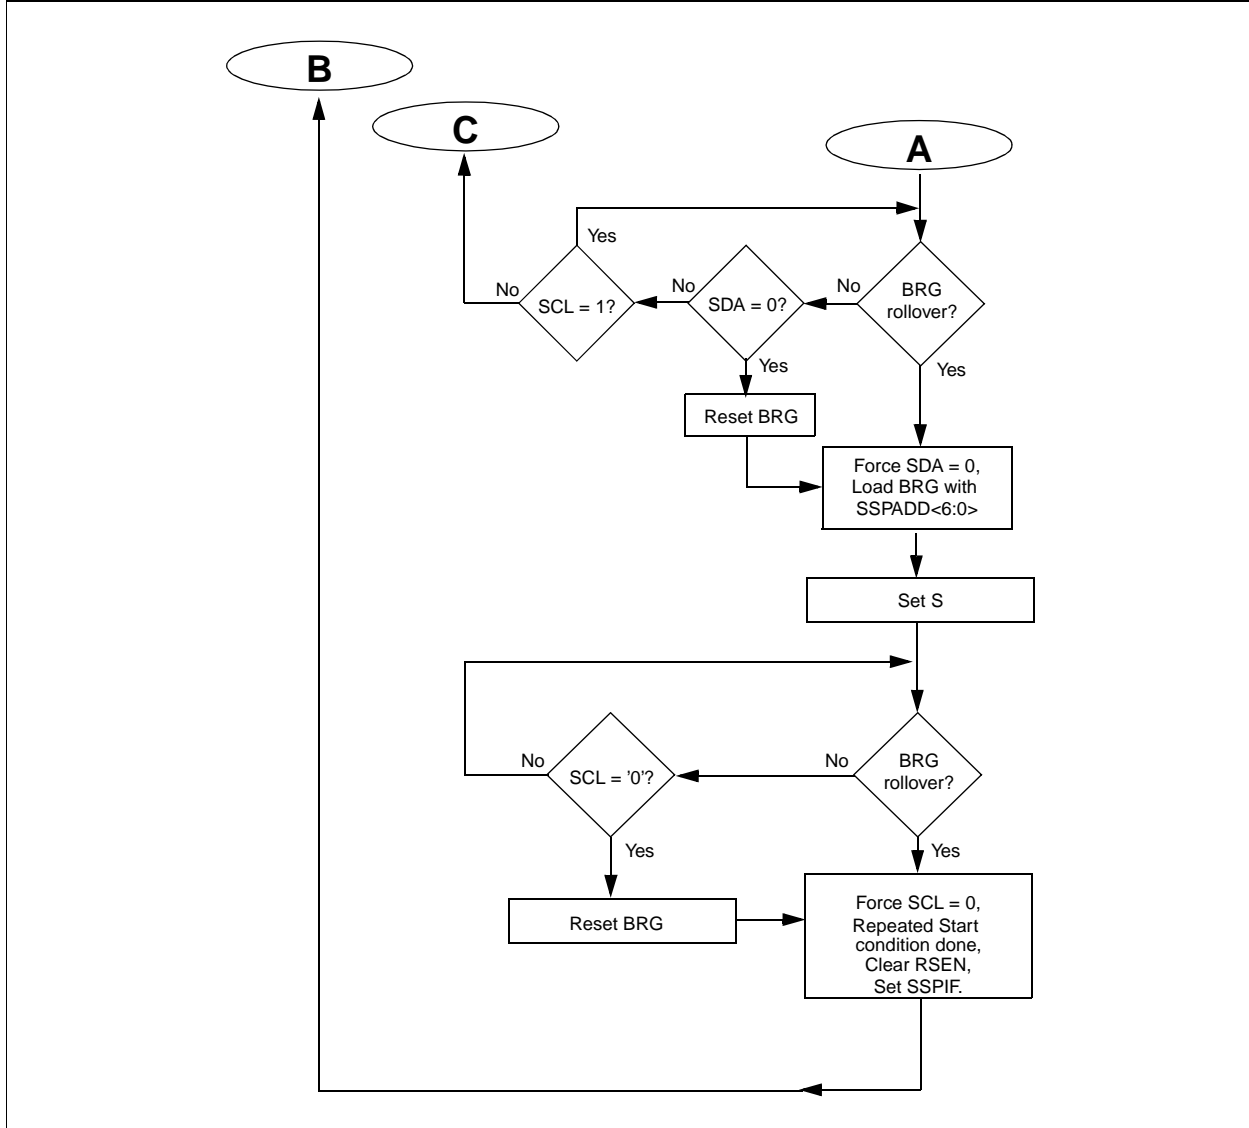 B
C
A
Yes
No
SCL = 1?
No
SDA = 0?
No
BRG
rollover?
Yes
Yes
Reset BRG
Force SDA = 0,
Load BRG with
SSPADD<6:0>
Set S
No
SCL = '0'?
No
BRG
rollover?
Yes
Yes
Reset BRG
Force SCL = 0,
Repeated Start
condition done,
Clear RSEN,
Set SSPIF.